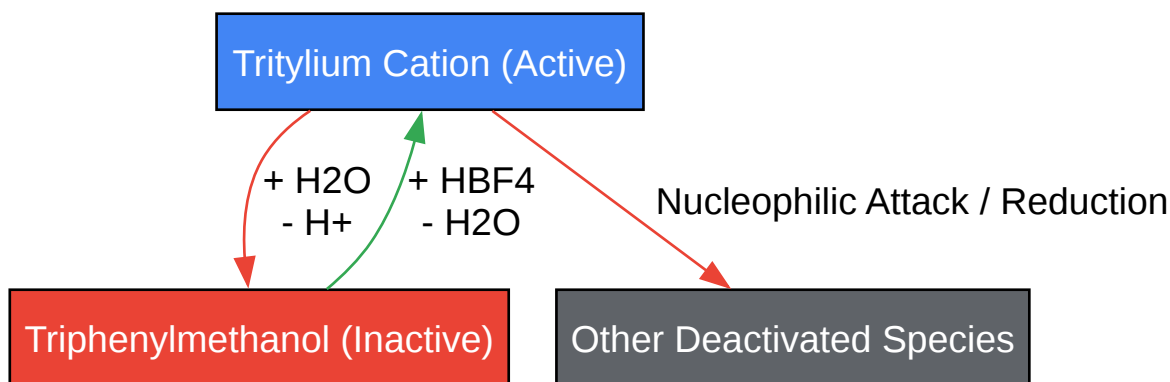 Tritylium Cation (Active)
+ H2O
- H+
+ HBF4
- H2O
Nucleophilic Attack / Reduction
Triphenylmethanol (Inactive)
Other Deactivated Species